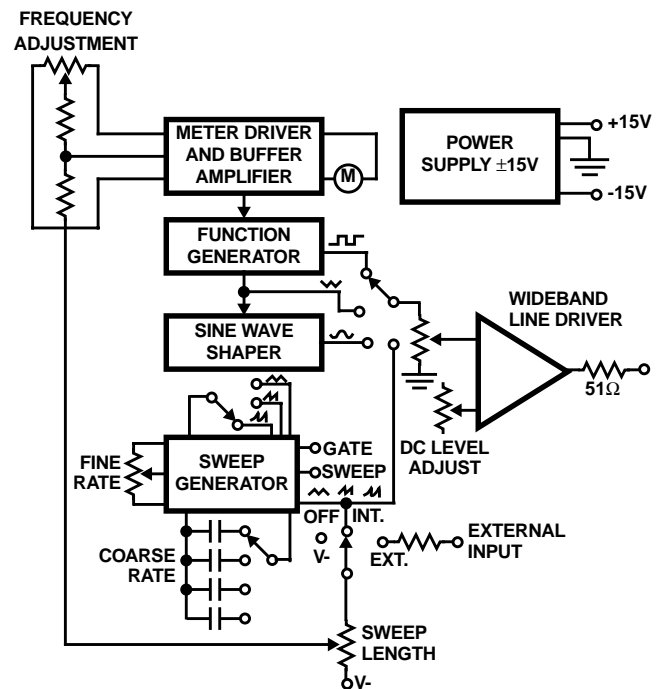 FREQUENCY
ADJUSTMENT
METER DRIVER
AND BUFFER
AMPLIFIER
M
POWER
SUPPLY ±15V
+15V
-15V
FUNCTION
GENERATOR
SINE WAVE
SHAPER
WIDEBAND
LINE DRIVER
51Ω
DC LEVEL
ADJUST
FINE
RATE
SWEEP
GENERATOR
GATE
SWEEP
OFF
INT.
V-
EXT.
EXTERNAL
INPUT
COARSE
RATE
SWEEP
LENGTH
V-